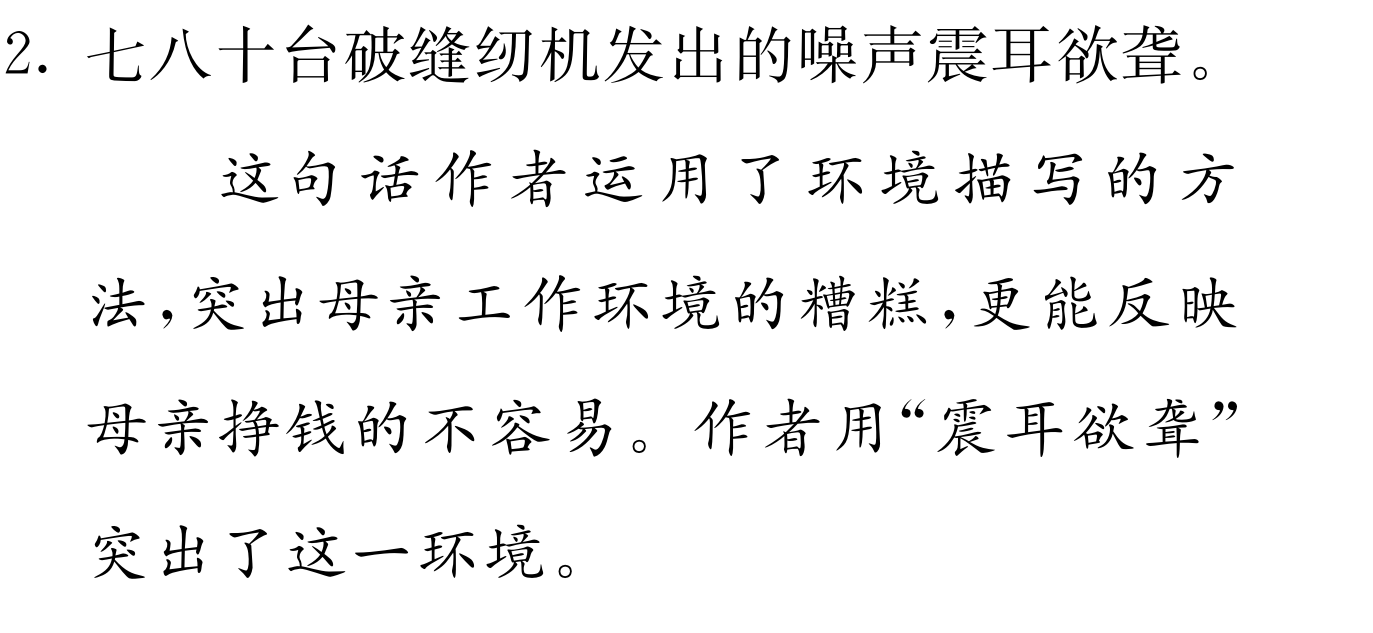 2. 七八十台破缝纫机发出的噪声震耳欲聋。
这句话作者运用了环境描写的方
法,突出母亲工作环境的糟糕,更能反映
母亲挣钱的不容易。作者用“震耳欲聋”
突出了这一环境。